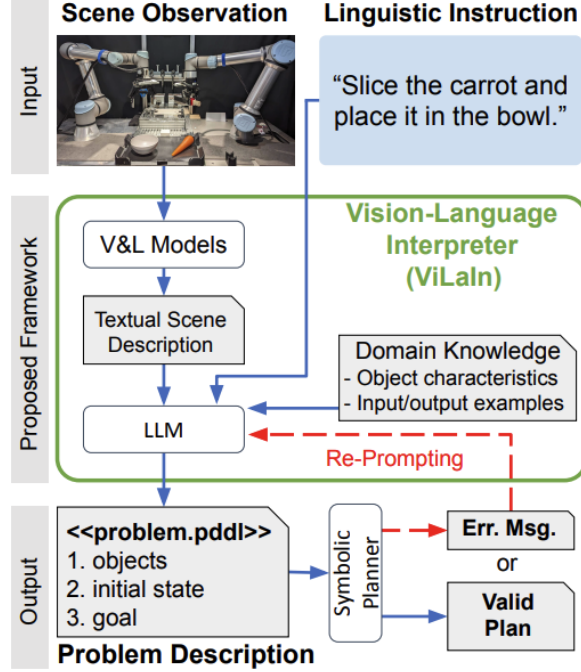 Scene Observation
Linguistic Instruction
Input
“Slice the carrot and
place it in the bowl.”
Proposed Framework
Vision-Language
Interpreter
(ViLaIn)
V&L Models
Textual Scene
Description
Domain Knowledge
- Object characteristics
- Input/output examples
LLM
Re-Prompting
Output
<<problem.pddl>>
1. objects
2. initial state
3. goal
Symbolic
Planner
Err. Msg.
or
Valid
Plan
Problem Description